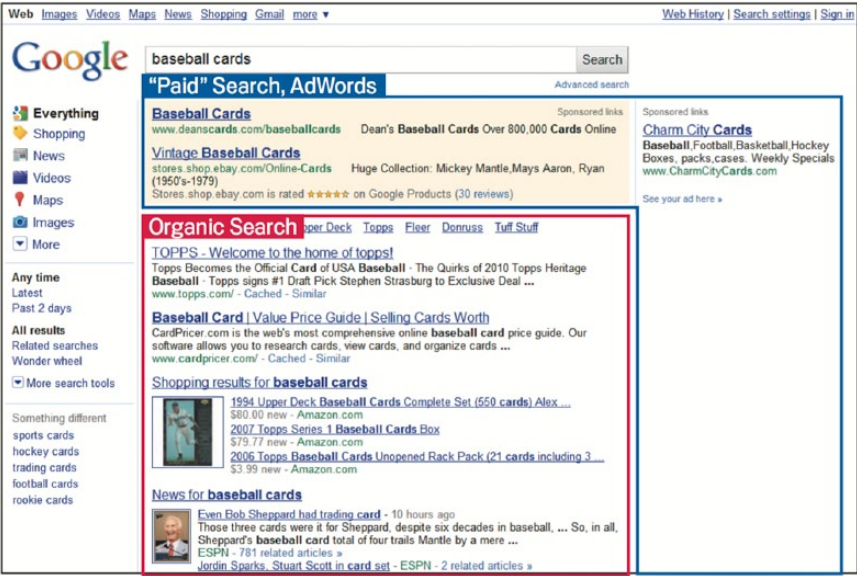 Web Images Videos Maps News Shopping Gmail more ▼
Web History | Search settings | Sign in
Google
baseball cards
Search
Advanced search
"Paid" Search, AdWords
Everything
Shopping
News
Videos
Maps
Images
More
Any time
Latest
Past 2 days
All results
Related searches
Wonder wheel
More search tools
Something different
sports cards
hockey cards
trading cards
football cards
rookie cards
Baseball Cards
Sponsored links
www.deanscards.com/baseballcards Dean's Baseball Cards Over 800,000 Cards Online
Vintage Baseball Cards
stores.shop.ebay.com/Online-Cards Huge Collection: Mickey Mantle,Mays Aaron, Ryan
(1950's-1979)
Stores.shop.ebay.com is rated ★★★★★ on Google Products (30 reviews)
Organic Search
pper Deck Topps Fleer Donruss Tuff Stuff
TOPPS - Welcome to the home of topps!
Topps Becomes the Official Card of USA Baseball · The Quirks of 2010 Topps Heritage
Baseball · Topps signs #1 Draft Pick Stephen Strasburg to Exclusive Deal ...
www.topps.com/ - Cached - Similar
Baseball Card | Value Price Guide | Selling Cards Worth
CardPricer.com is the web's most comprehensive online baseball card price guide. Our
software allows you to research cards, view cards, and organize cards ...
www.cardpricer.com/ - Cached - Similar
Shopping results for baseball cards
1994 Upper Deck Baseball Cards Complete Set (550 cards) Alex ...
$80.00 new - Amazon.com
2007 Topps Series 1 Baseball Cards Box
$79.77 new - Amazon.com
2006 Topps Baseball Cards Unopened Rack Pack (21 cards including 3 ...
$3.99 new - Amazon.com
News for baseball cards
Even Bob Sheppard had trading card - 10 hours ago
Those three cards were it for Sheppard, despite six decades in baseball, ... So, in all,
Sheppard's baseball card total of four trails Mantle by a mere ...
ESPN - 781 related articles »
Jordin Sparks, Stuart Scott in card set - ESPN - 2 related articles »
Sponsored links
Charm City Cards
Baseball,Football,Basketball,Hockey
Boxes, packs,cases. Weekly Specials
www.CharmCityCards.com
See your ad here »